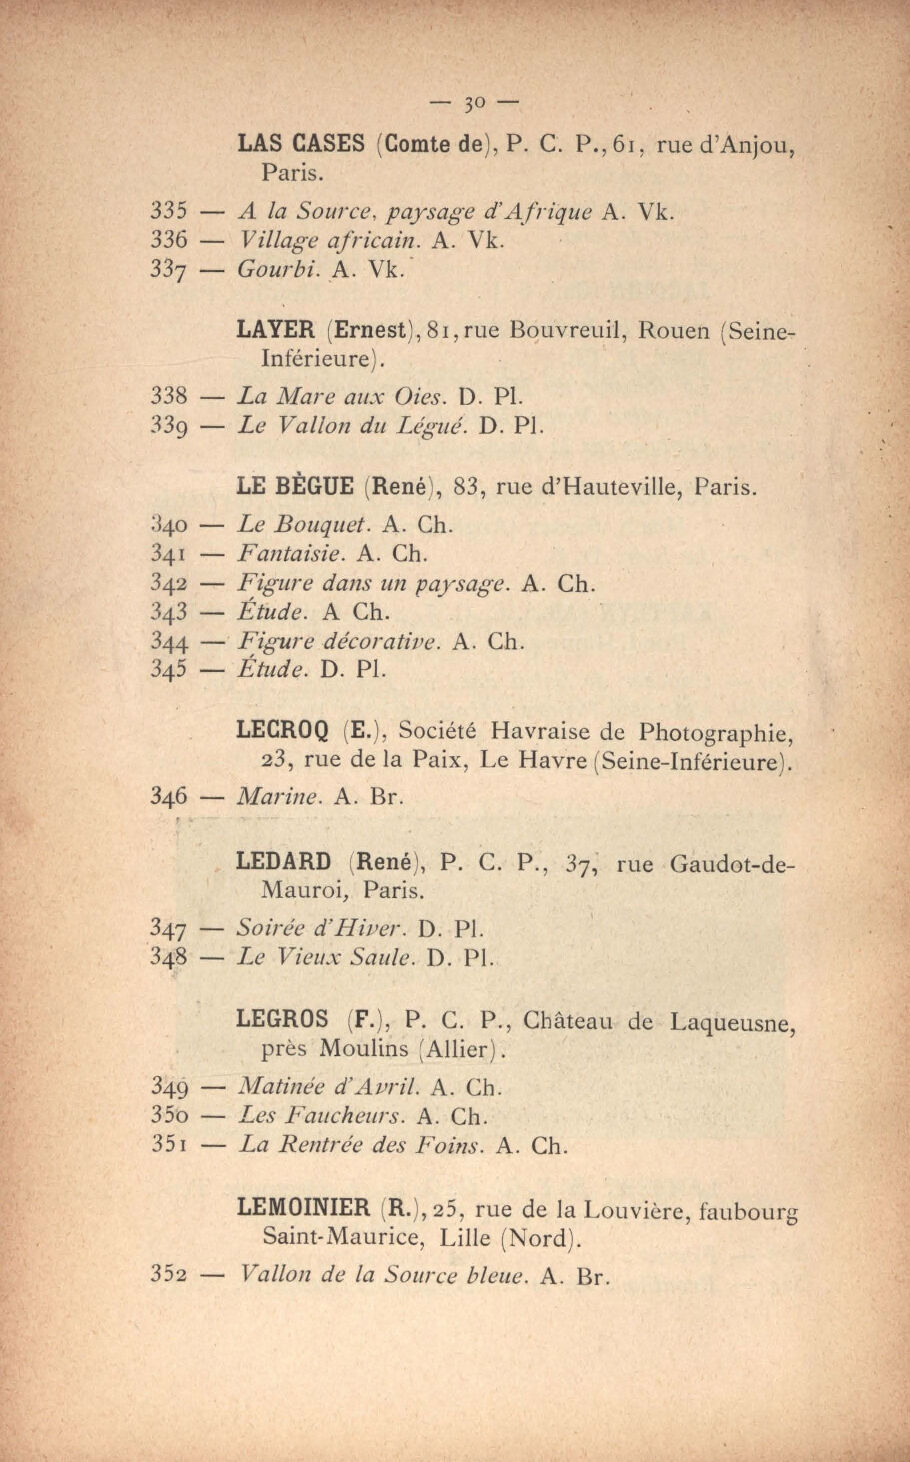 — 30 —
LAS CASES (Comte de), P. C. P., 61, rue d'Anjou,
Paris.
335 — A la Source, paysage d'Afrique A. Vk.
336 — Village africain. A. Vk.
337 — Gourbi. A. Vk.
LAYER (Ernest), 81, rue Bouvreuil, Rouen (Seine-
Inférieure).
338 — La Mare aux Oies. D. Pl.
339 — Le Vallon du Légué. D. Pl.
LE BÈGUE (René), 83, rue d'Hauteville, Paris.
340 — Le Bouquet. A. Ch.
341 — Fantaisie. A. Ch.
342 — Figure dans un paysage. A. Ch.
343 — Étude. A Ch.
344 — Figure décorative. A. Ch.
345 — Étude. D. Pl.
LECROQ (E.), Société Havraise de Photographie,
23, rue de la Paix, Le Havre (Seine-Inférieure).
346 — Marine. A. Br.
LEDARD (René), P. C. P., 37, rue Gaudot-de-
Mauroi, Paris.
347 — Soirée d'Hiver. D. Pl.
348 — Le Vieux Saule. D. Pl.
LEGROS (F.), P. C. P., Château de Laqueusne,
près Moulins (Allier).
349 — Matinée d'Avril. A. Ch.
350 — Les Faucheurs. A. Ch.
351 — La Rentrée des Foins. A. Ch.
LEMOINIER (R.), 25, rue de la Louvière, faubourg
Saint-Maurice, Lille (Nord).
352 — Vallon de la Source bleue. A. Br.